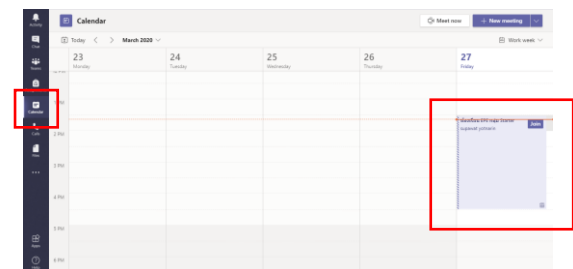 Calendar
Meet now
+ New meeting
Today
March 2020
Work week
Activity
Chat
Teams
Calendar
Calls
Files
Apps
23
Monday
24
Tuesday
25
Wednesday
26
Thursday
27
Friday
1 PM
2 PM
3 PM
4 PM
5 PM
6 PM
Join